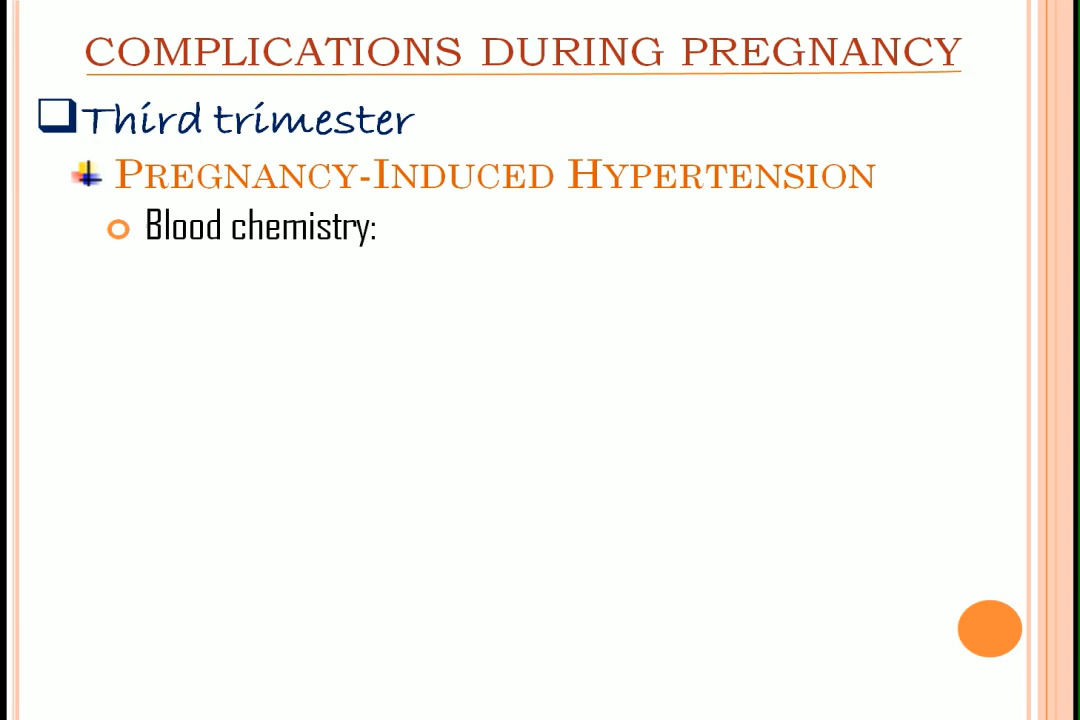 COMPLICATIONS DURING PREGNANCY
Third trimester
PREGNANCY-INDUCED HYPERTENSION
Blood chemistry: